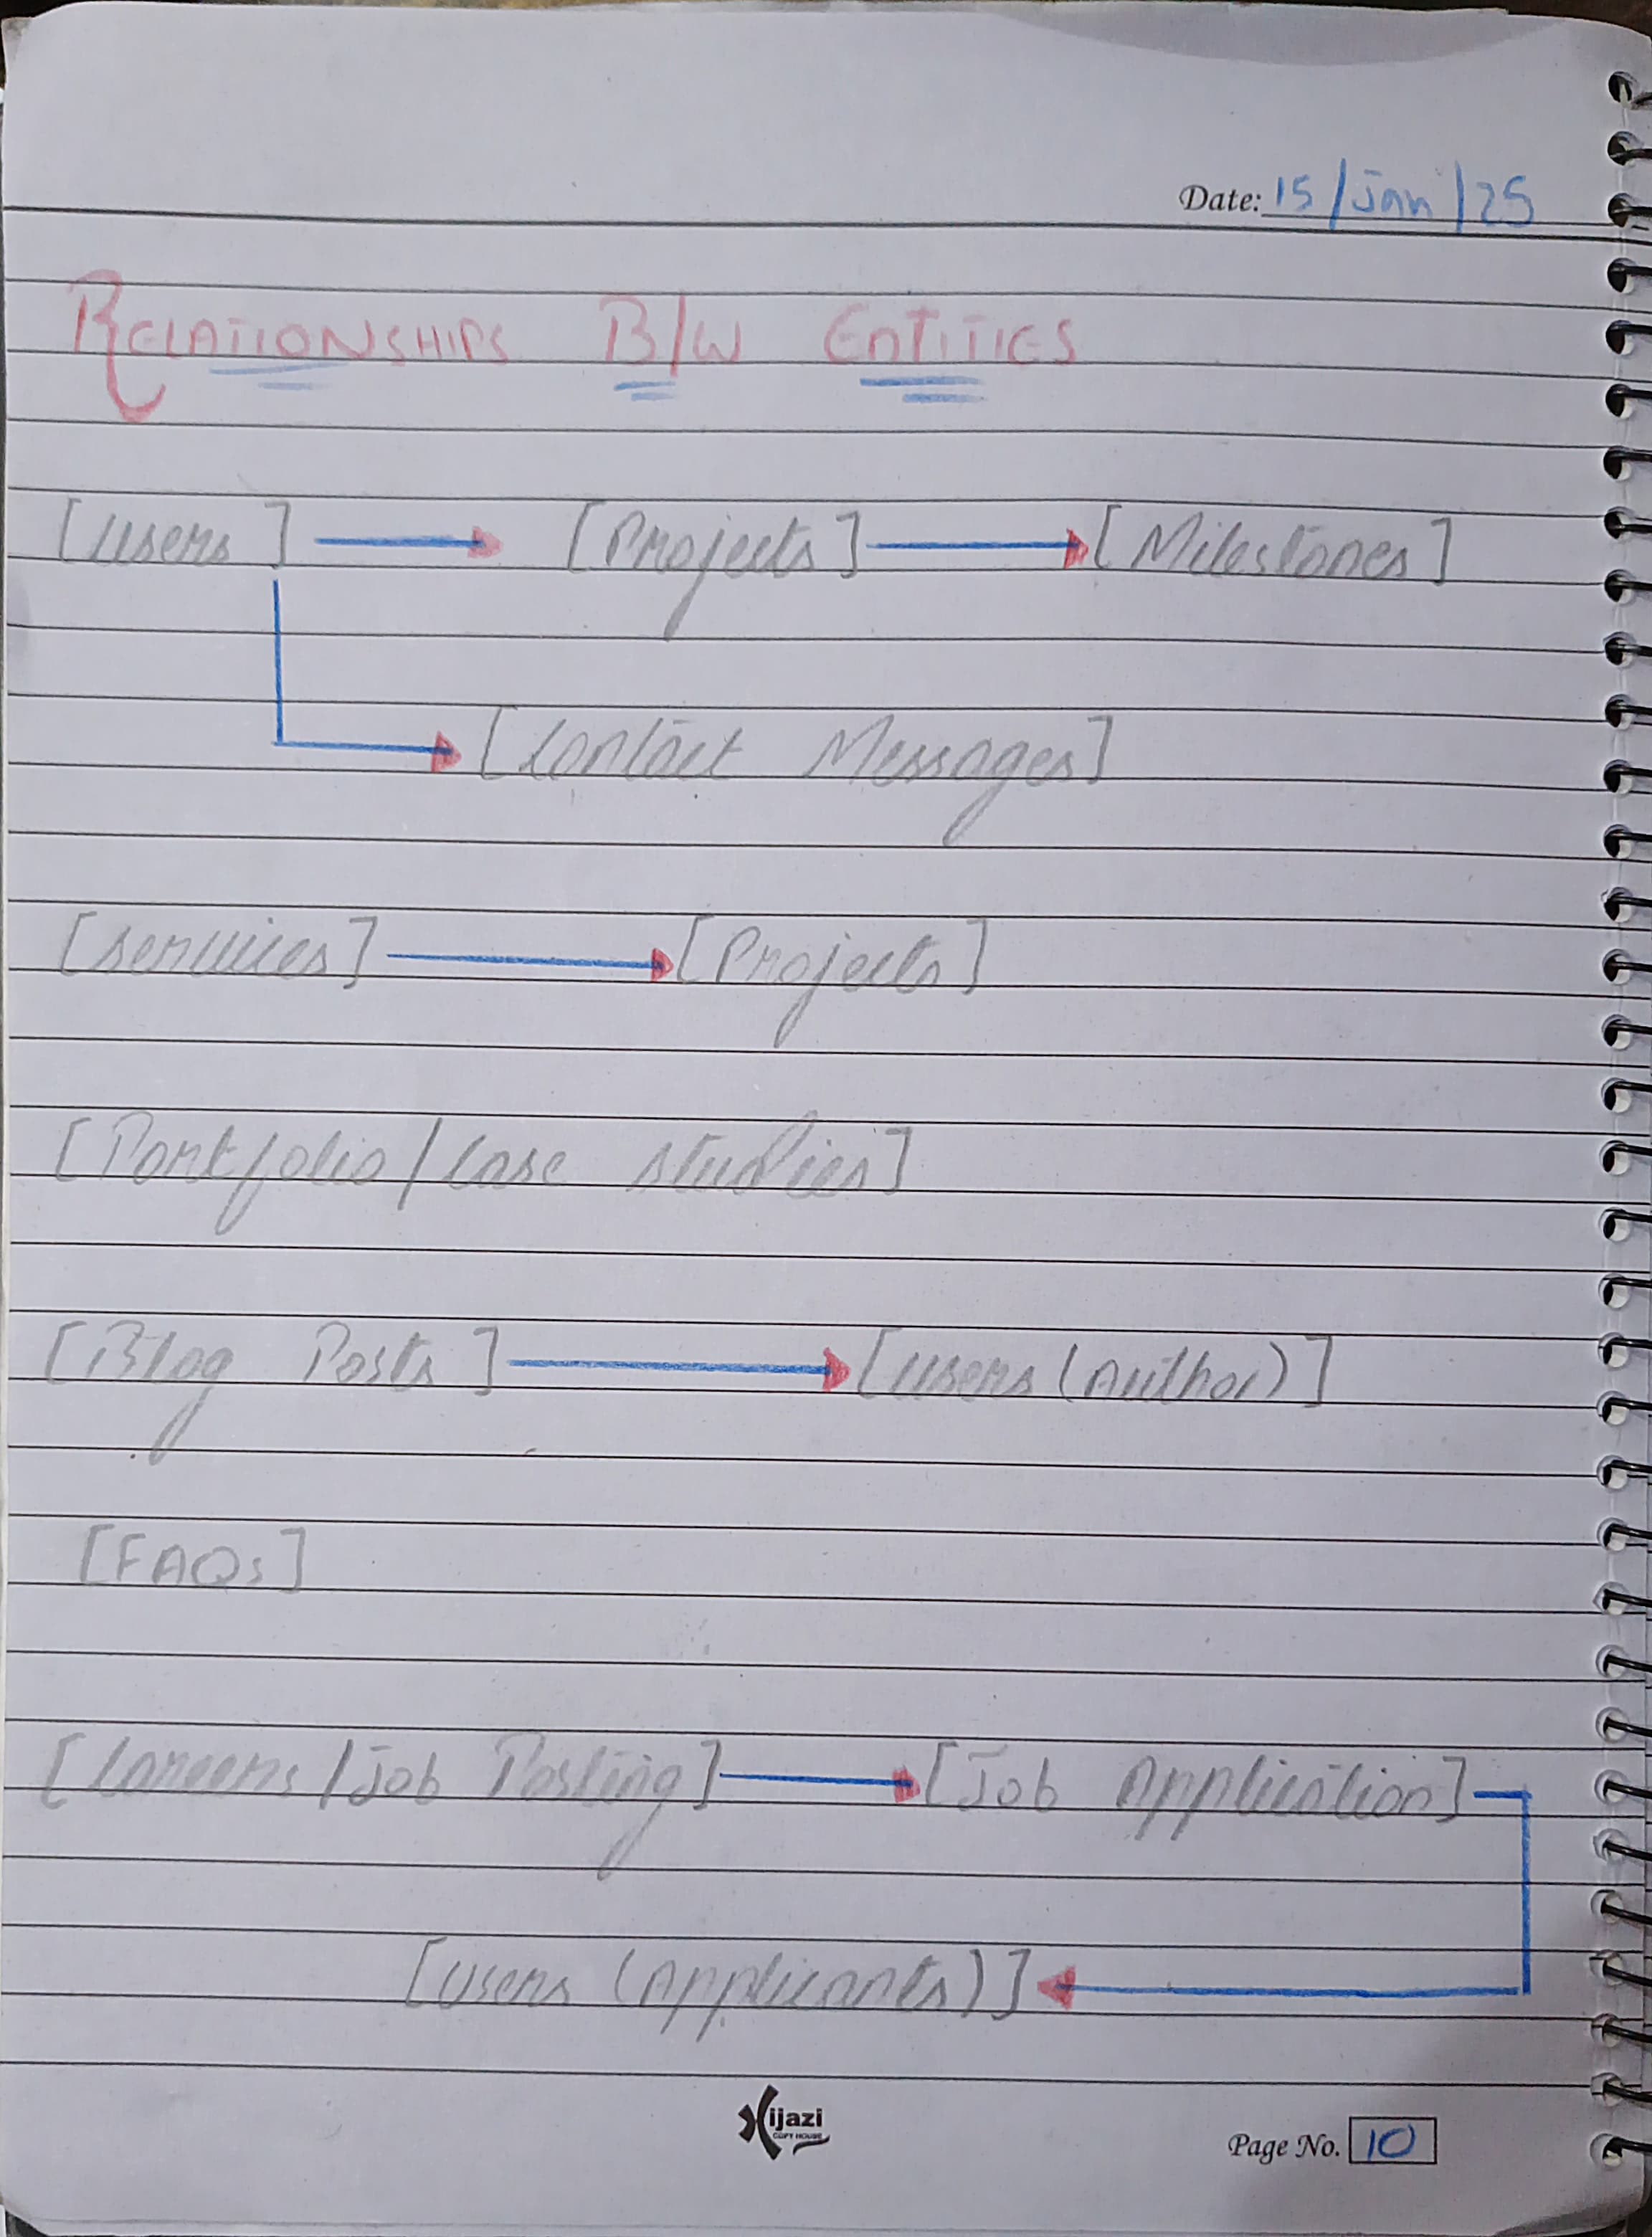 Date: 15/Jan/25
RELATIONSHIPS B/W ENTITIES
[Users] → [Projects] → [Milestones]
[Contact Messages]
[Services] → [Projects]
[Portfolio/Case Studies]
[Blog Posts] → [Users (Author)]
[FAQs]
[Careers/Job Posting] → [Job Application]
[Users (Applicants)]
Hijazi
COPY HOUSE
Page No. 10